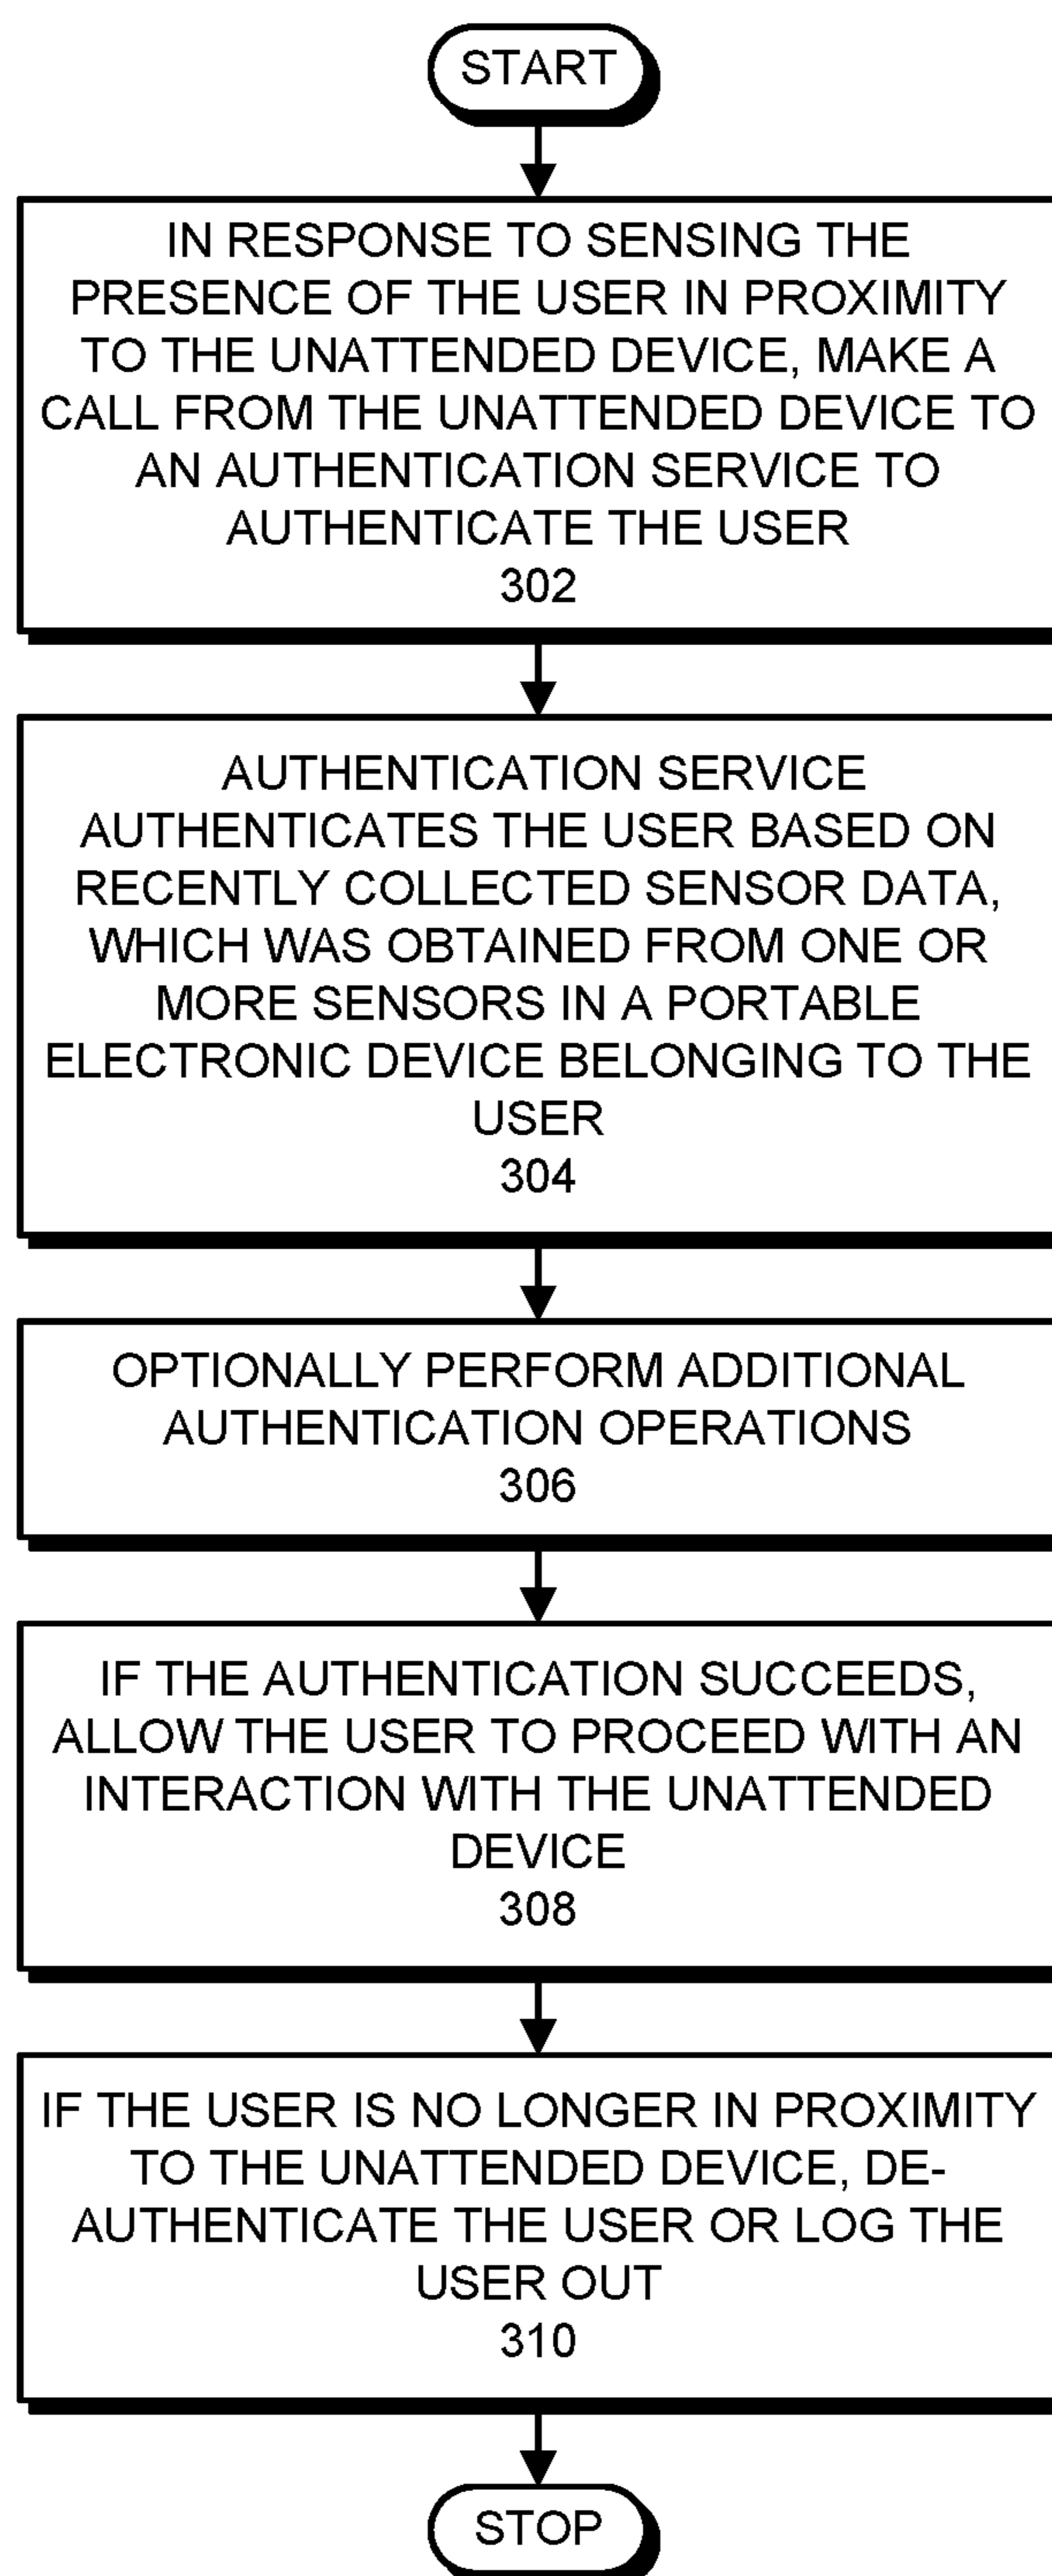 START
IN RESPONSE TO SENSING THE
PRESENCE OF THE USER IN PROXIMITY
TO THE UNATTENDED DEVICE, MAKE A
CALL FROM THE UNATTENDED DEVICE TO
AN AUTHENTICATION SERVICE TO
AUTHENTICATE THE USER
302
AUTHENTICATION SERVICE
AUTHENTICATES THE USER BASED ON
RECENTLY COLLECTED SENSOR DATA,
WHICH WAS OBTAINED FROM ONE OR
MORE SENSORS IN A PORTABLE
ELECTRONIC DEVICE BELONGING TO THE
USER
304
OPTIONALLY PERFORM ADDITIONAL
AUTHENTICATION OPERATIONS
306
IF THE AUTHENTICATION SUCCEEDS,
ALLOW THE USER TO PROCEED WITH AN
INTERACTION WITH THE UNATTENDED
DEVICE
308
IF THE USER IS NO LONGER IN PROXIMITY
TO THE UNATTENDED DEVICE, DE-
AUTHENTICATE THE USER OR LOG THE
USER OUT
310
STOP